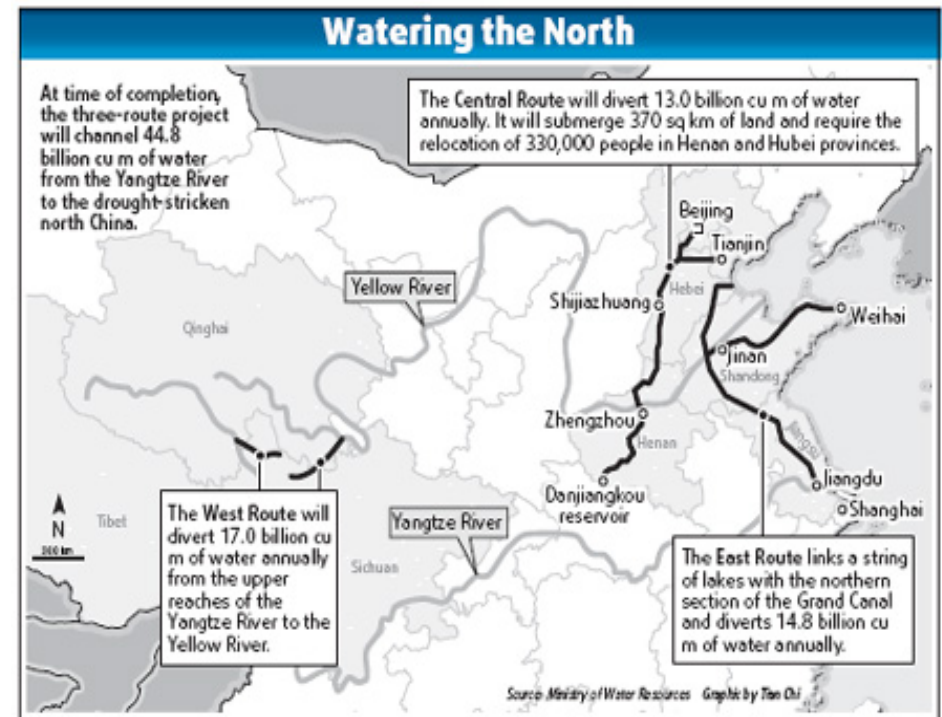 Watering the North
At time of completion,
the three-route project
will channel 44.8
billion cu m of water
from the Yangtze River
to the drought-stricken
north China.
The Central Route will divert 13.0 billion cu m of water
annually. It will submerge 370 sq km of land and require the
relocation of 330,000 people in Henan and Hubei provinces.
Beijing
Tianjin
Yellow River
Hebei
Shijiazhuang
Weihai
Qinghai
Jinan
Shandong
Zhengzhou
Henan
Jiangsu
Danjiangkou
reservoir
Jiangdu
Shanghai
N
Tibet
The West Route will
divert 17.0 billion cu
m of water annually
from the upper
reaches of the
Yangtze River to the
Yellow River.
Yangtze River
Sichuan
The East Route links a string
of lakes with the northern
section of the Grand Canal
and diverts 14.8 billion cu
m of water annually.
Source: Ministry of Water Resources Graphic by Tian Chi